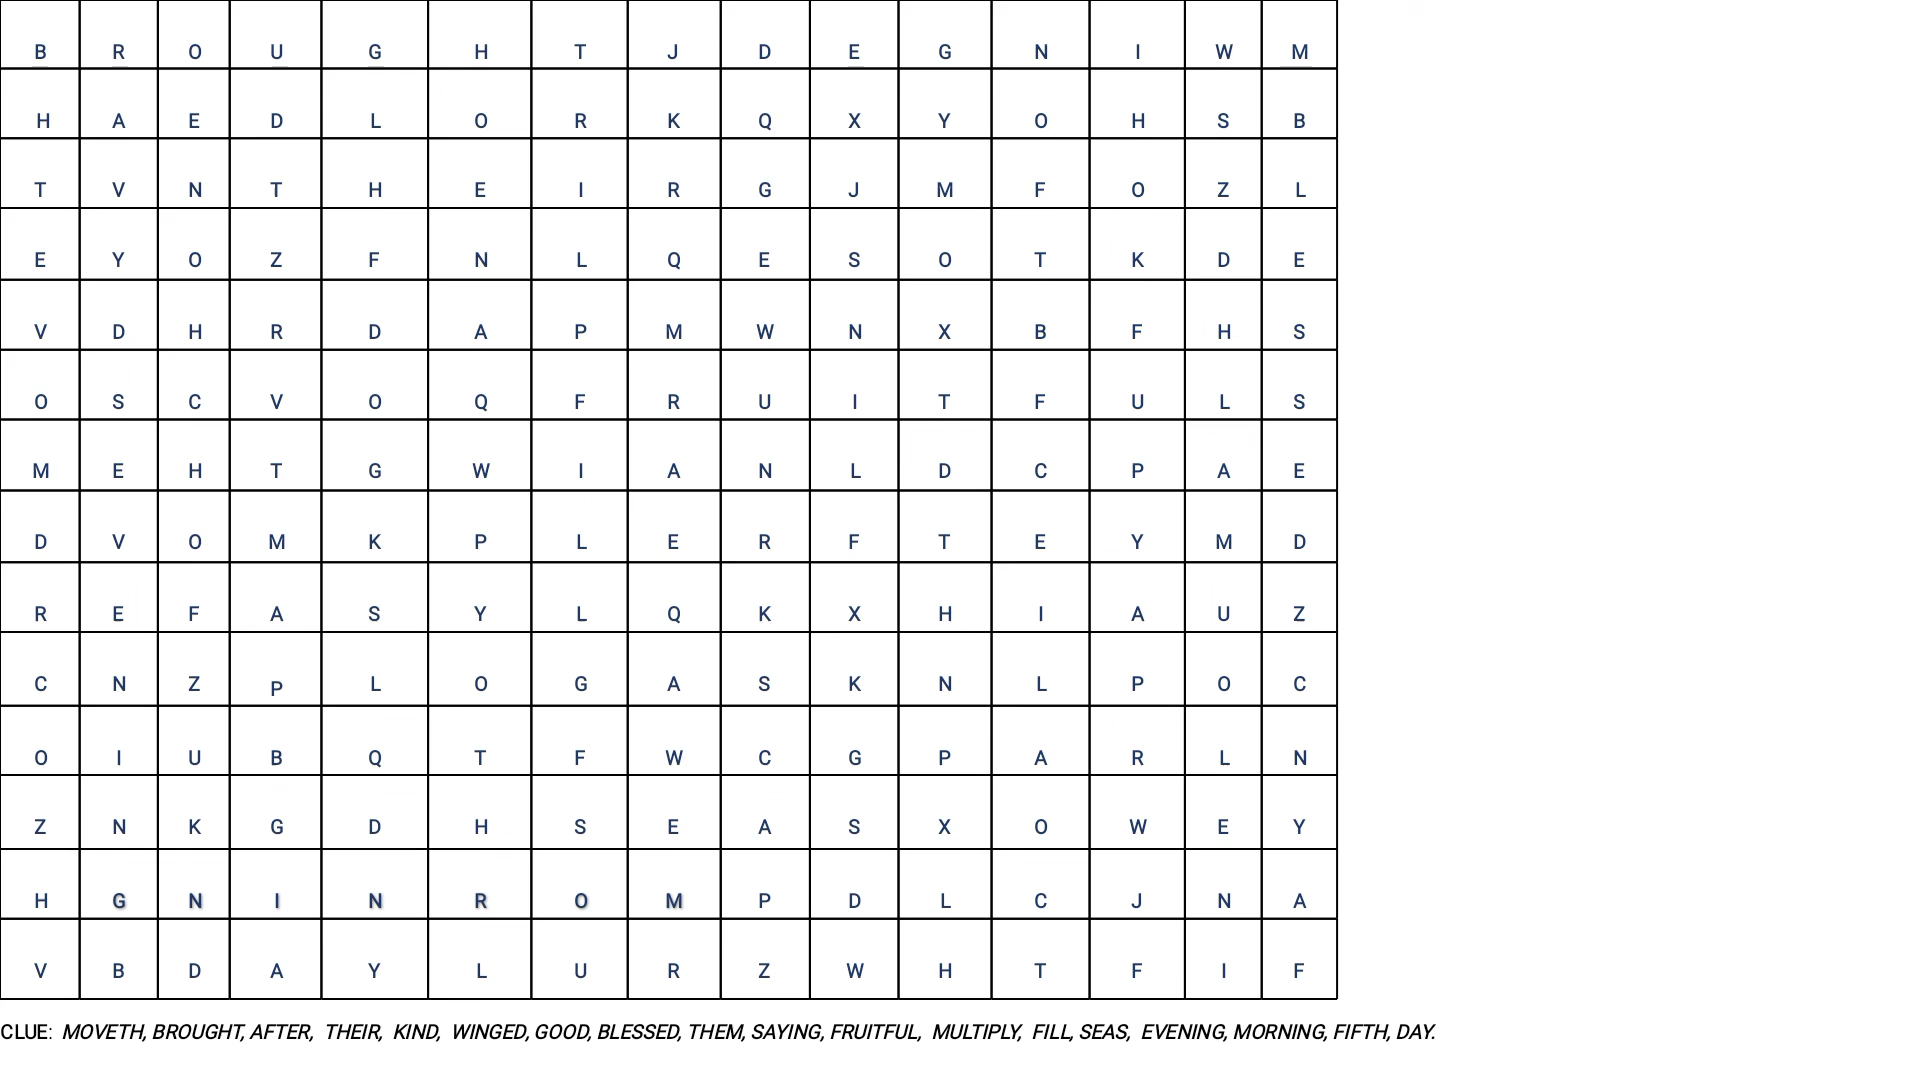 B R O U G H T J D E G N I W M
H A E D L O R K Q X Y O H S B
T V N T H E I R G J M F O Z L
E Y O Z F N L Q E S O T K D E
V D H R D A P M W N X B F H S
O S C V O Q F R U I T F U L S
M E H T G W I A N L D C P A E
D V O M K P L E R F T E Y M D
R E F A S Y L Q K X H I A U Z
C N Z P L O G A S K N L P O C
O I U B Q T F W C G P A R L N
Z N K G D H S E A S X O W E Y
H G N I N R O M P D L C J N A
V B D A Y L U R Z W H T F I F
CLUE: MOVETH, BROUGHT, AFTER, THEIR, KIND, WINGED, GOOD, BLESSED, THEM, SAYING, FRUITFUL, MULTIPLY, FILL, SEAS, EVENING, MORNING, FIFTH, DAY.